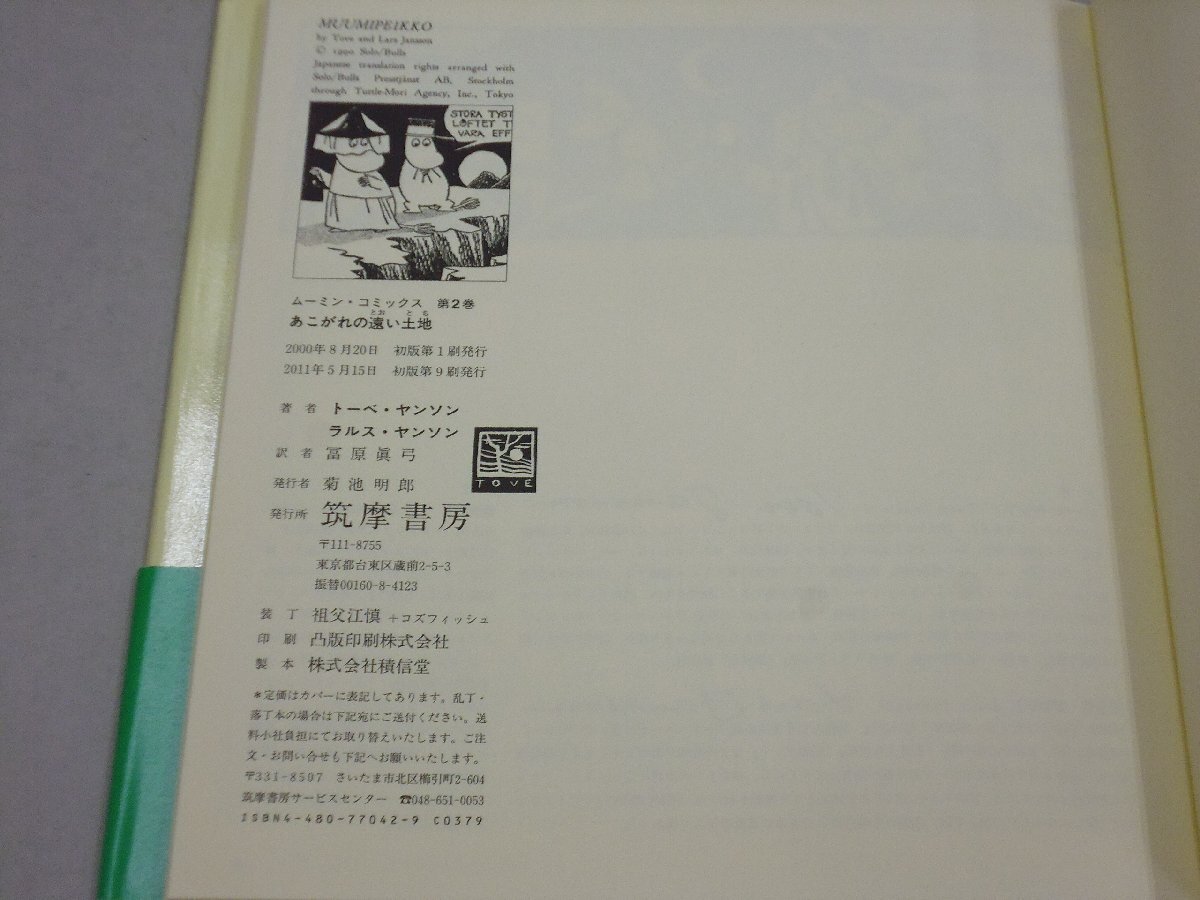 MUUMIPEIKKO
by Tove and Lars Jansson
© 1990 Solo/Bulls
Japanese translation rights arranged with
Solo/Bulls Presstjänst AB, Stockholm
through Tuttle-Mori Agency, Inc., Tokyo
STORA TYST
LÖFTET T
VARA EFF
ムーミン・コミックス 第2巻
とお とち
あこがれの遠い土地
2000年8月20日 初版第1刷発行
2011年5月15日 初版第9刷発行
著者 トーベ・ヤンソン
ラルス・ヤンソン
訳者 冨原眞弓
発行者 菊池明郎
発行所 筑摩書房
〒111-8755
東京都台東区蔵前2-5-3
振替00160-8-4123
TOVE
装丁 祖父江慎+コズフィッシュ
印刷 凸版印刷株式会社
製本 株式会社積信堂
*定価はカバーに表記してあります。乱丁・
落丁本の場合は下記宛にご送付ください。送
料小社負担にてお取り替えいたします。ご注
文・お問い合せも下記へお願いいたします。
〒331-8507 さいたま市北区櫛引町2-604
筑摩書房サービスセンター ☎048-651-0053
ISBN4-480-77042-9 C0379